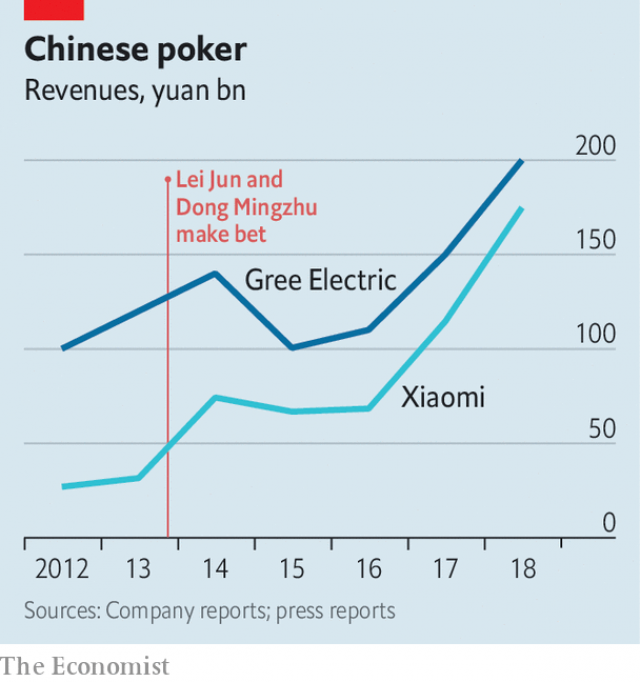 Chinese poker
Revenues, yuan bn
200
Lei Jun and
Dong Mingzhu
make bet
150
Gree Electric
100
Xiaomi
50
0
2012 13 14 15 16 17 18
Sources: Company reports; press reports
The Economist